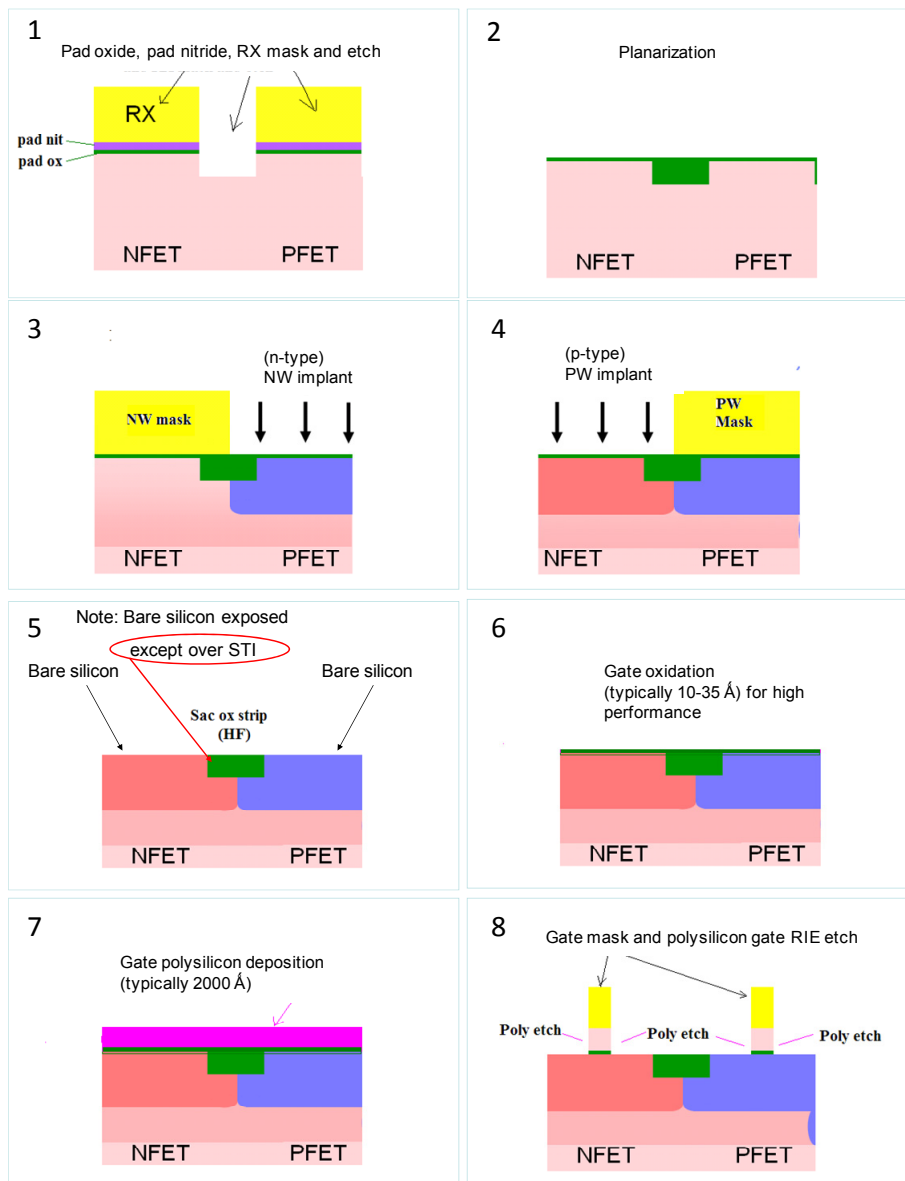 1
Pad oxide, pad nitride, RX mask and etch
RX
pad nit
pad ox
NFET
PFET
2
Planarization
NFET
PFET
3
(n-type)
NW implant
NW mask
NFET
PFET
4
(p-type)
PW implant
PW
Mask
NFET
PFET
5
Note: Bare silicon exposed
except over STI
Bare silicon
Bare silicon
Sac ox strip
(HF)
NFET
PFET
6
Gate oxidation
(typically 10-35 Å) for high
performance
NFET
PFET
7
Gate polysilicon deposition
(typically 2000 Å)
NFET
PFET
8
Gate mask and polysilicon gate RIE etch
Poly etch
Poly etch
Poly etch
NFET
PFET